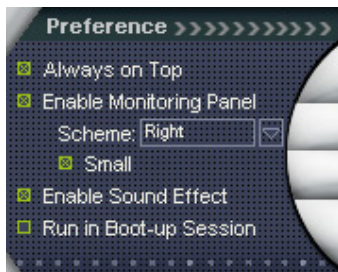 Preference >>>>>>>>>>>
Always on Top
Enable Monitoring Panel
Scheme: Right
Small
Enable Sound Effect
Run in Boot-up Session